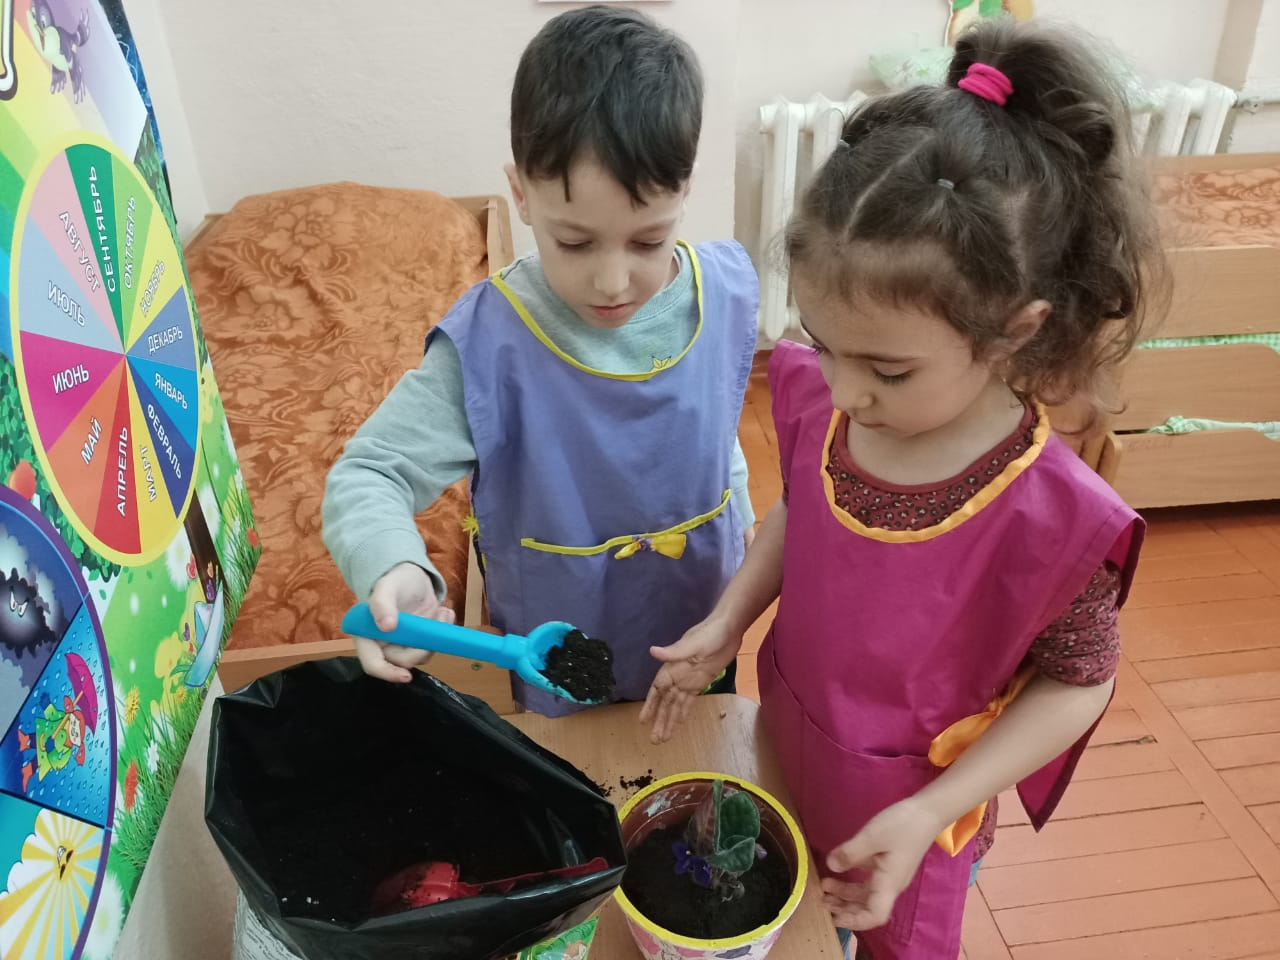 СЕНТЯБРЬ
ОКТЯБРЬ
НОЯБРЬ
ДЕКАБРЬ
ЯНВАРЬ
ФЕВРАЛЬ
МАРТ
АПРЕЛЬ
МАЙ
ИЮНЬ
ИЮЛЬ
АВГУСТ